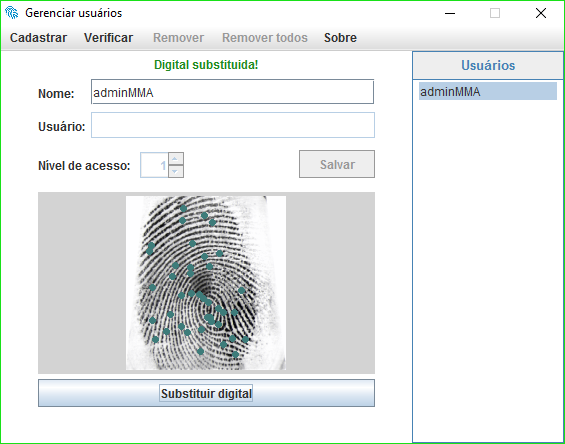 Gerenciar usuários
Cadastrar Verificar Remover Remover todos Sobre
Digital substituida!
Nome: adminMMA
Usuário:
Nível de acesso: 1 Salvar
Substituir digital
Usuários
adminMMA